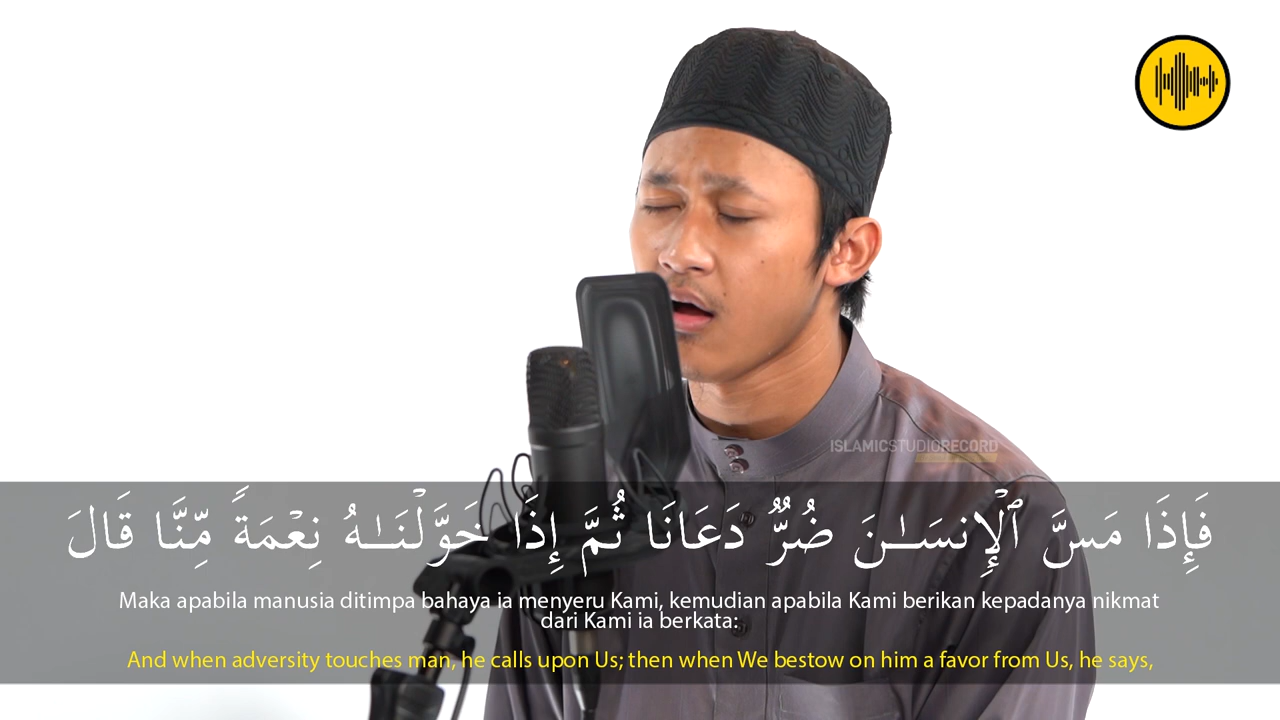 ISLAMICSTUDIORECORD
فَإِذَا مَسَّ ٱلْإِنسَـٰنَ ضُرٌّ دَعَانَا ثُمَّ إِذَا خَوَّلْنَـٰهُ نِعْمَةً مِّنَّا قَالَ
Maka apabila manusia ditimpa bahaya ia menyeru Kami, kemudian apabila Kami berikan kepadanya nikmat
dari Kami ia berkata:
And when adversity touches man, he calls upon Us; then when We bestow on him a favor from Us, he says,